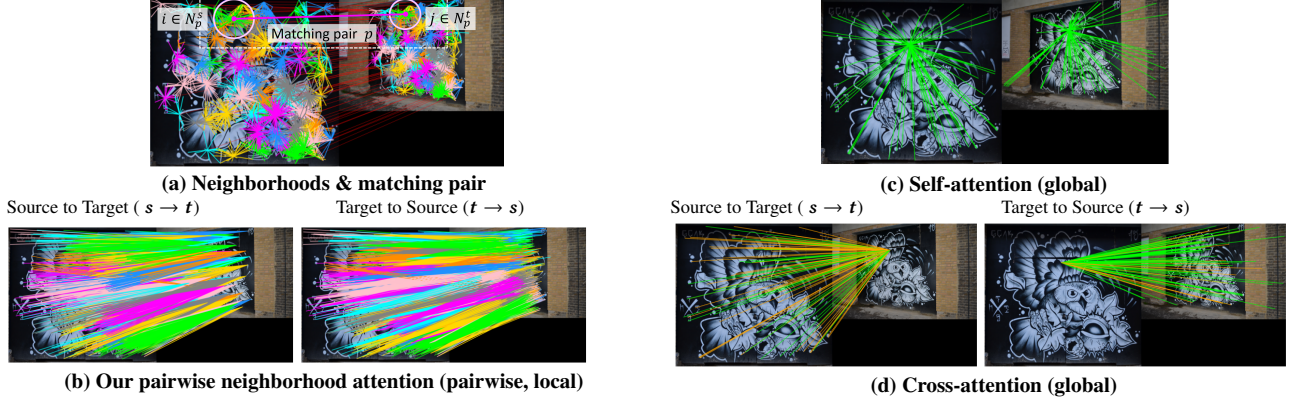 i ∈ N_p^s
j ∈ N_p^t
Matching pair p
(a) Neighborhoods & matching pair
Source to Target ( s → t)
Target to Source (t → s)
(b) Our pairwise neighborhood attention (pairwise, local)
(c) Self-attention (global)
Source to Target ( s → t)
Target to Source (t → s)
(d) Cross-attention (global)